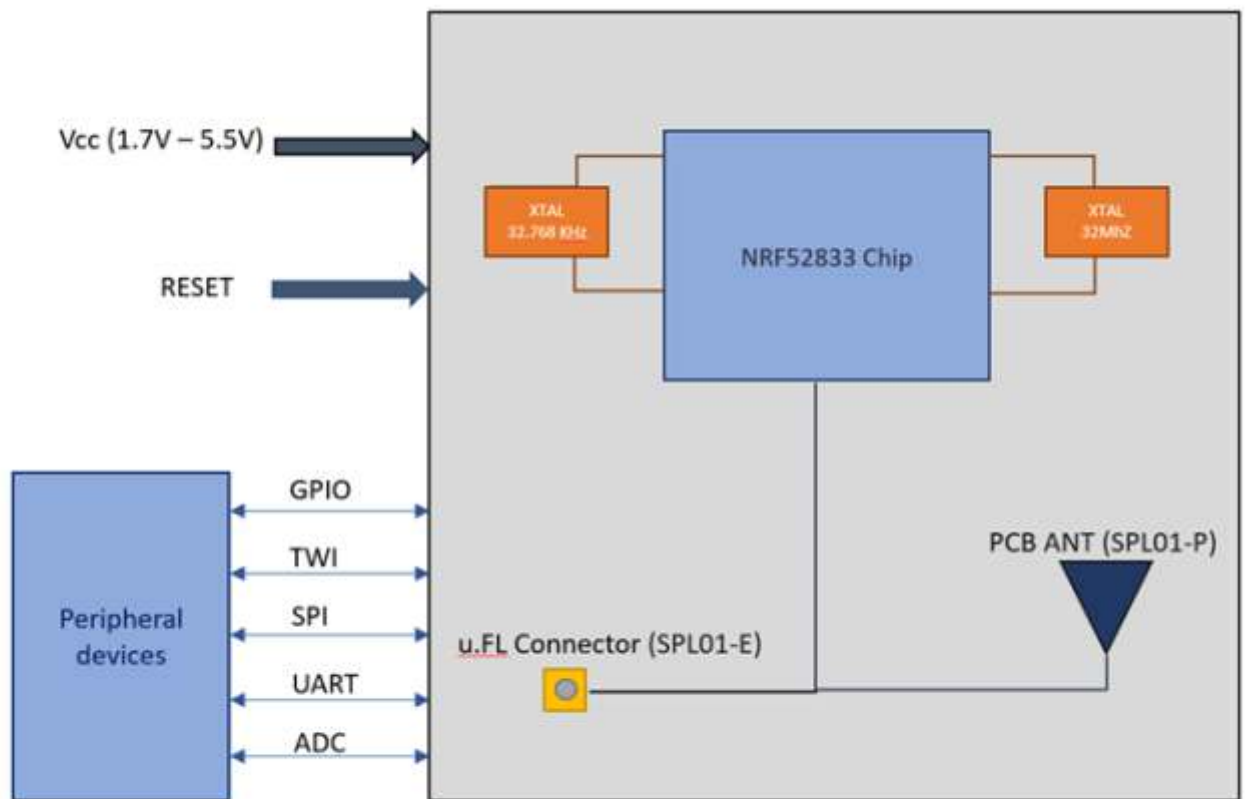 Vcc (1.7V – 5.5V)
XTAL
32.768 KHz
NRF52833 Chip
XTAL
32MhZ
RESET
GPIO
TWI
SPI
UART
ADC
Peripheral
devices
PCB ANT (SPL01-P)
u.FL Connector (SPL01-E)